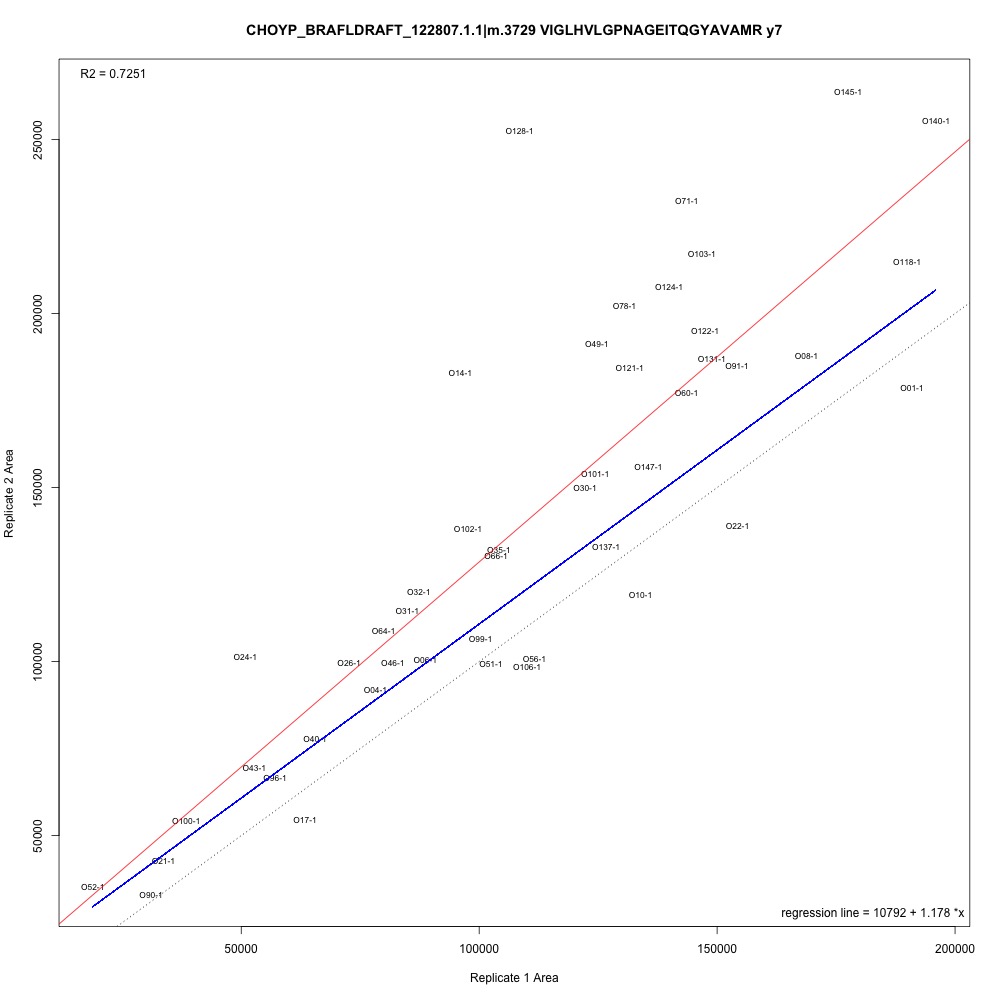 CHOYP_BRAFLDRAFT_122807.1.1|m.3729 VIGLHVLGPNAGEITQGYAVAMR y7
R2 = 0.7251
O145-1
O140-1
O128-1
O71-1
O103-1
O118-1
O124-1
O78-1
O122-1
O49-1
O131-1
O08-1
O91-1
O121-1
O14-1
O01-1
O60-1
O147-1
O101-1
O30-1
O102-1
O22-1
O137-1
O35-1
O66-1
O32-1
O10-1
O31-1
O64-1
O99-1
O24-1
O26-1
O46-1
O06-1
O56-1
O51-1
O106-1
O04-1
O40-1
O43-1
O96-1
O100-1
O17-1
O21-1
O52-1
O90-1
regression line = 10792 + 1.178 *x
50000
100000
150000
200000
250000
Replicate 2 Area
50000
100000
150000
200000
Replicate 1 Area